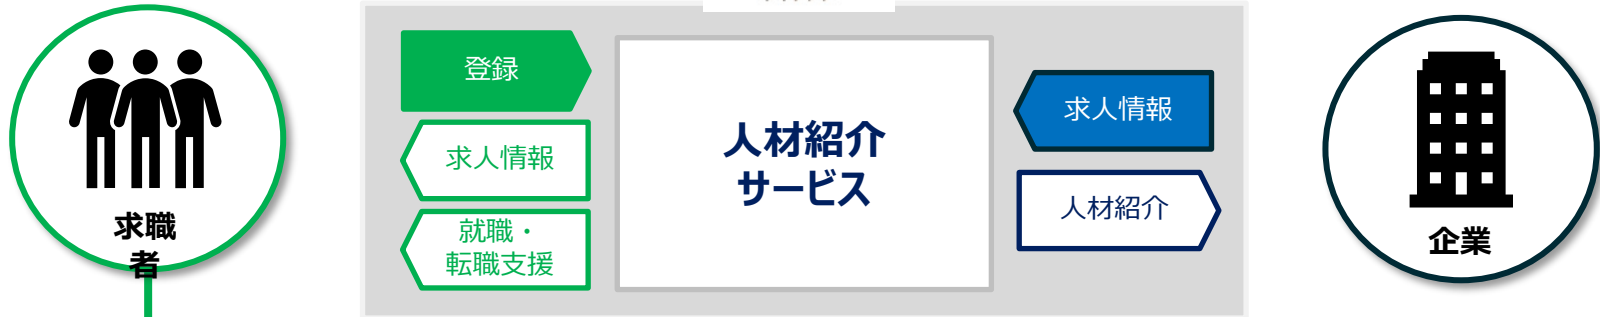 登録
求人情報
就職・
転職支援
人材紹介
サービス
求人情報
人材紹介
求職
者
企業